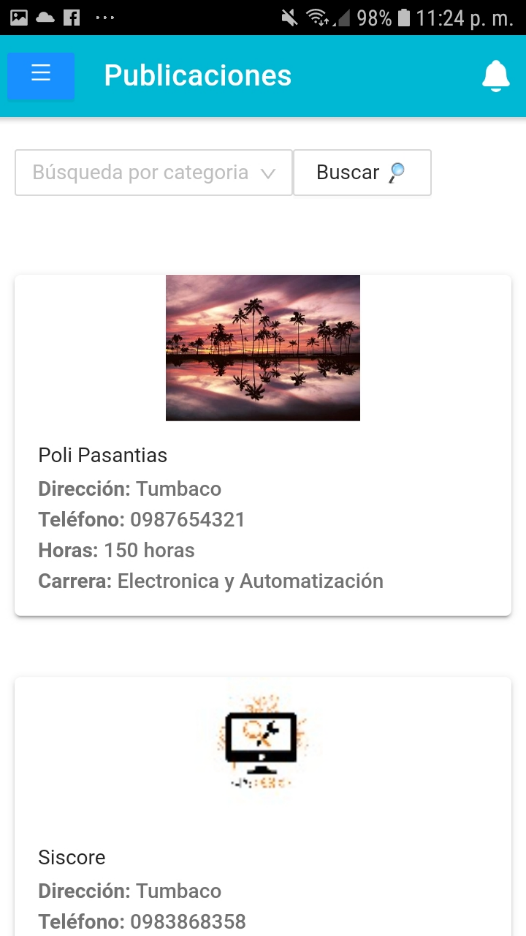 98% 11:24 p. m.
Publicaciones
Búsqueda por categoria
Buscar
Poli Pasantias
Dirección: Tumbaco
Teléfono: 0987654321
Horas: 150 horas
Carrera: Electronica y Automatización
Siscore
Dirección: Tumbaco
Teléfono: 0983868358